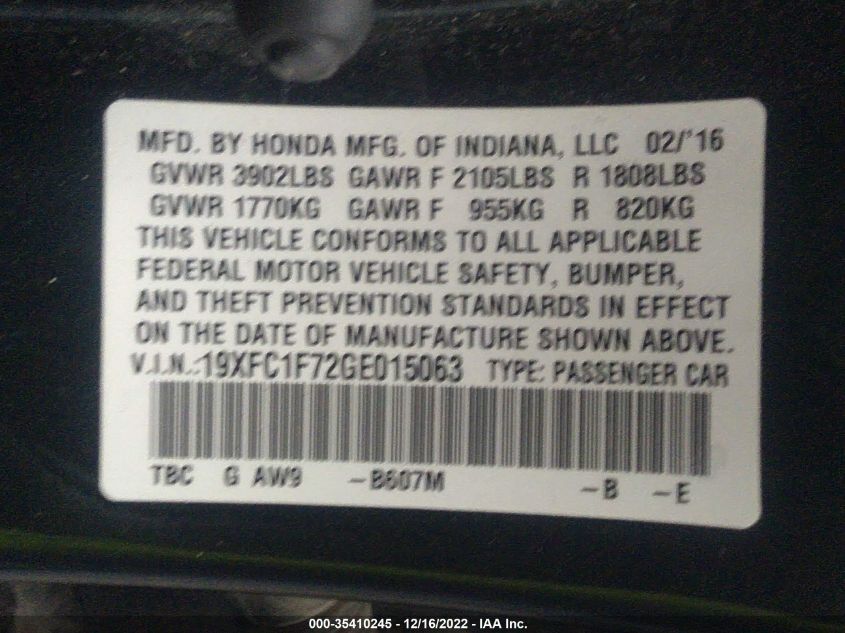 MFD. BY HONDA MFG. OF INDIANA, LLC 02/'16
GVWR 3902LBS GAWR F 2105LBS R 1808LBS
GVWR 1770KG GAWR F 955KG R 820KG
THIS VEHICLE CONFORMS TO ALL APPLICABLE
FEDERAL MOTOR VEHICLE SAFETY, BUMPER,
AND THEFT PREVENTION STANDARDS IN EFFECT
ON THE DATE OF MANUFACTURE SHOWN ABOVE.
V.I.N.:19XFC1F72GE015063 TYPE: PASSENGER CAR
TBC G AW9 -B607M -B -E
000-35410245 - 12/16/2022 - IAA Inc.